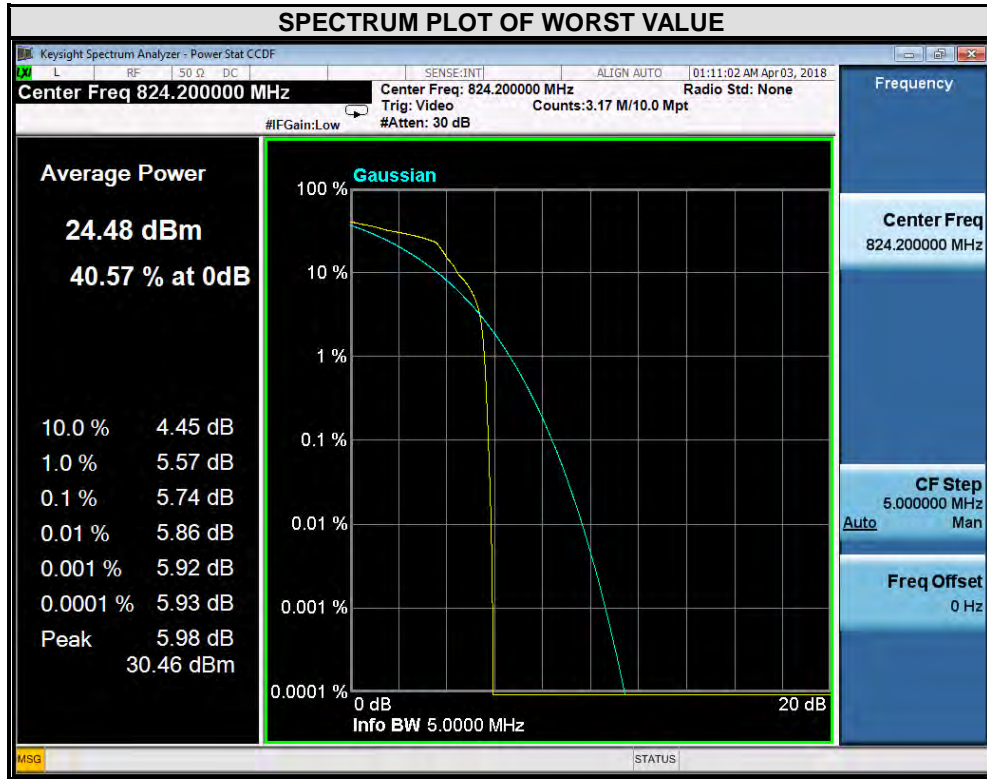 SPECTRUM PLOT OF WORST VALUE
Keysight Spectrum Analyzer - Power Stat CCDF
LXI L RF 50 Ω DC SENSE:INT ALIGN AUTO 01:11:02 AM Apr 03, 2018
Center Freq 824.200000 MHz
Center Freq: 824.200000 MHz Radio Std: None
Trig: Video Counts:3.17 M/10.0 Mpt
#IFGain:Low #Atten: 30 dB
Frequency
Average Power
24.48 dBm
40.57 % at 0dB
10.0 % 4.45 dB
1.0 % 5.57 dB
0.1 % 5.74 dB
0.01 % 5.86 dB
0.001 % 5.92 dB
0.0001 % 5.93 dB
Peak 5.98 dB
30.46 dBm
Gaussian
100 %
10 %
1 %
0.1 %
0.01 %
0.001 %
0.0001 %
0 dB 20 dB
Info BW 5.0000 MHz
Center Freq
824.200000 MHz
CF Step
5.000000 MHz
Auto Man
Freq Offset
0 Hz
MSG STATUS